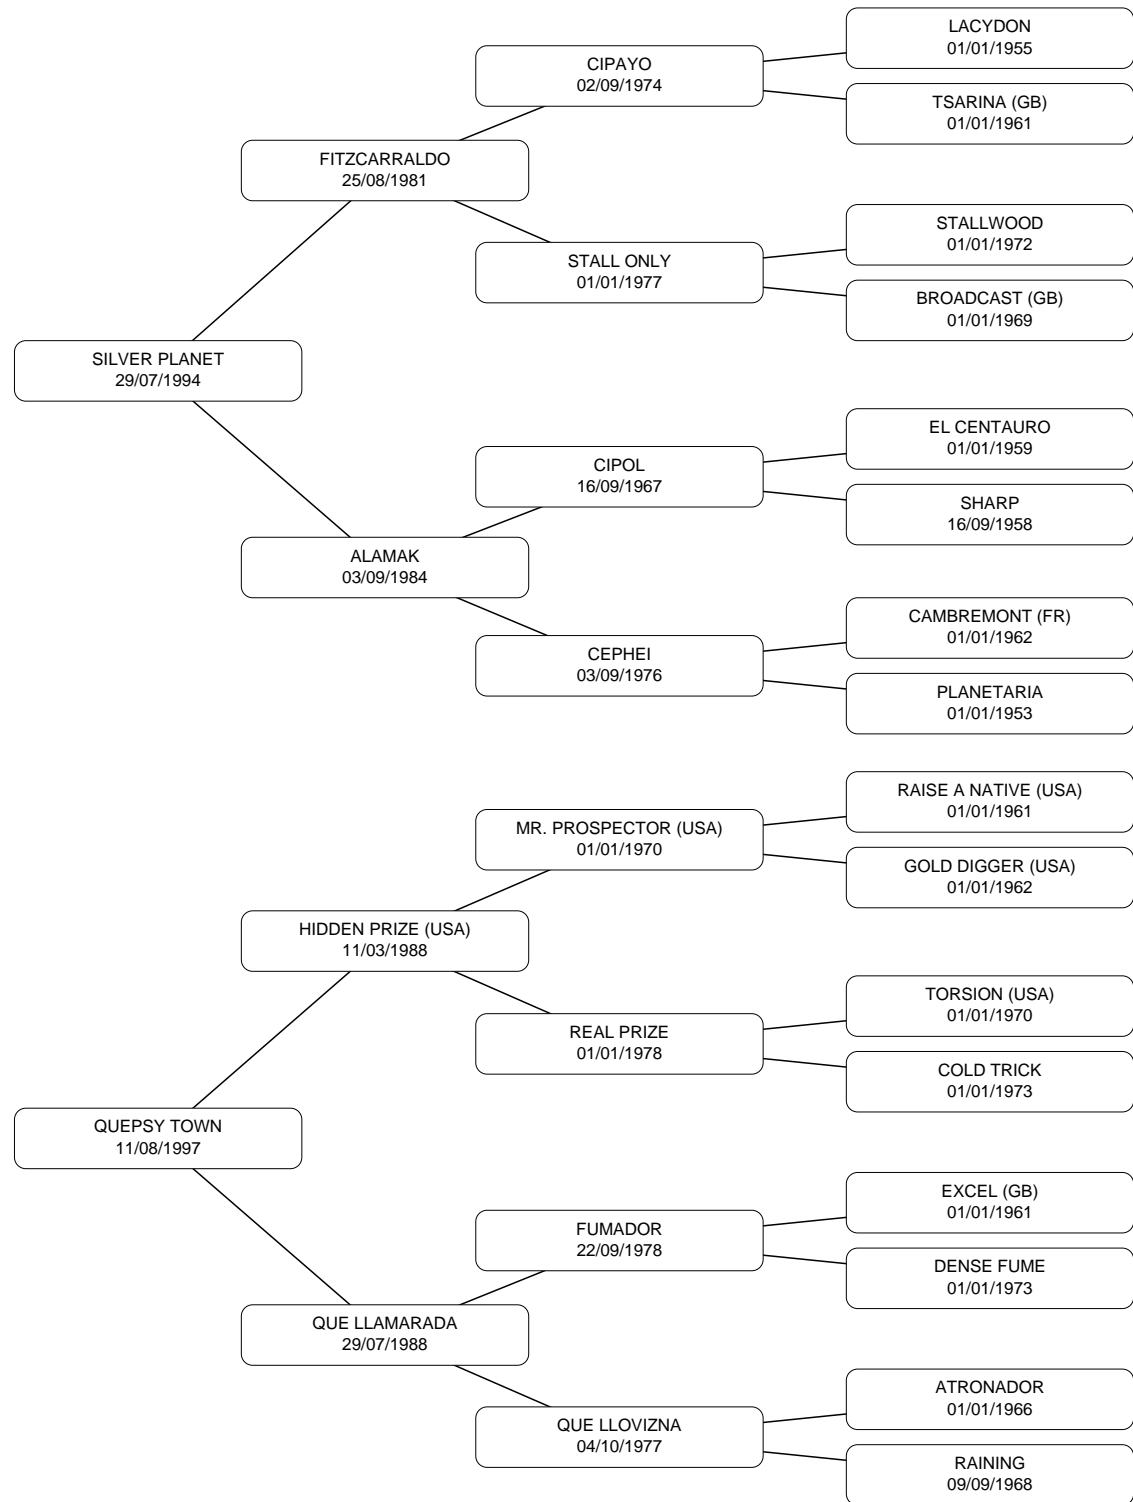 LACYDON
01/01/1955
CIPAYO
02/09/1974
TSARINA (GB)
01/01/1961
FITZCARRALDO
25/08/1981
STALLWOOD
01/01/1972
STALL ONLY
01/01/1977
BROADCAST (GB)
01/01/1969
SILVER PLANET
29/07/1994
EL CENTAURO
01/01/1959
CIPOL
16/09/1967
SHARP
16/09/1958
ALAMAK
03/09/1984
CAMBREMONT (FR)
01/01/1962
CEPHEI
03/09/1976
PLANETARIA
01/01/1953
RAISE A NATIVE (USA)
01/01/1961
MR. PROSPECTOR (USA)
01/01/1970
GOLD DIGGER (USA)
01/01/1962
HIDDEN PRIZE (USA)
11/03/1988
TORSION (USA)
01/01/1970
REAL PRIZE
01/01/1978
COLD TRICK
01/01/1973
QUEPSY TOWN
11/08/1997
EXCEL (GB)
01/01/1961
FUMADOR
22/09/1978
DENSE FUME
01/01/1973
QUE LLAMARADA
29/07/1988
ATRONADOR
01/01/1966
QUE LLOVIZNA
04/10/1977
RAINING
09/09/1968